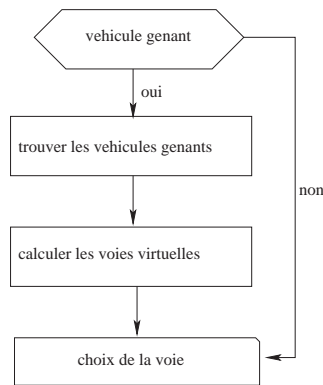 vehicule genant
oui
trouver les vehicules genants
non
calculer les voies virtuelles
choix de la voie